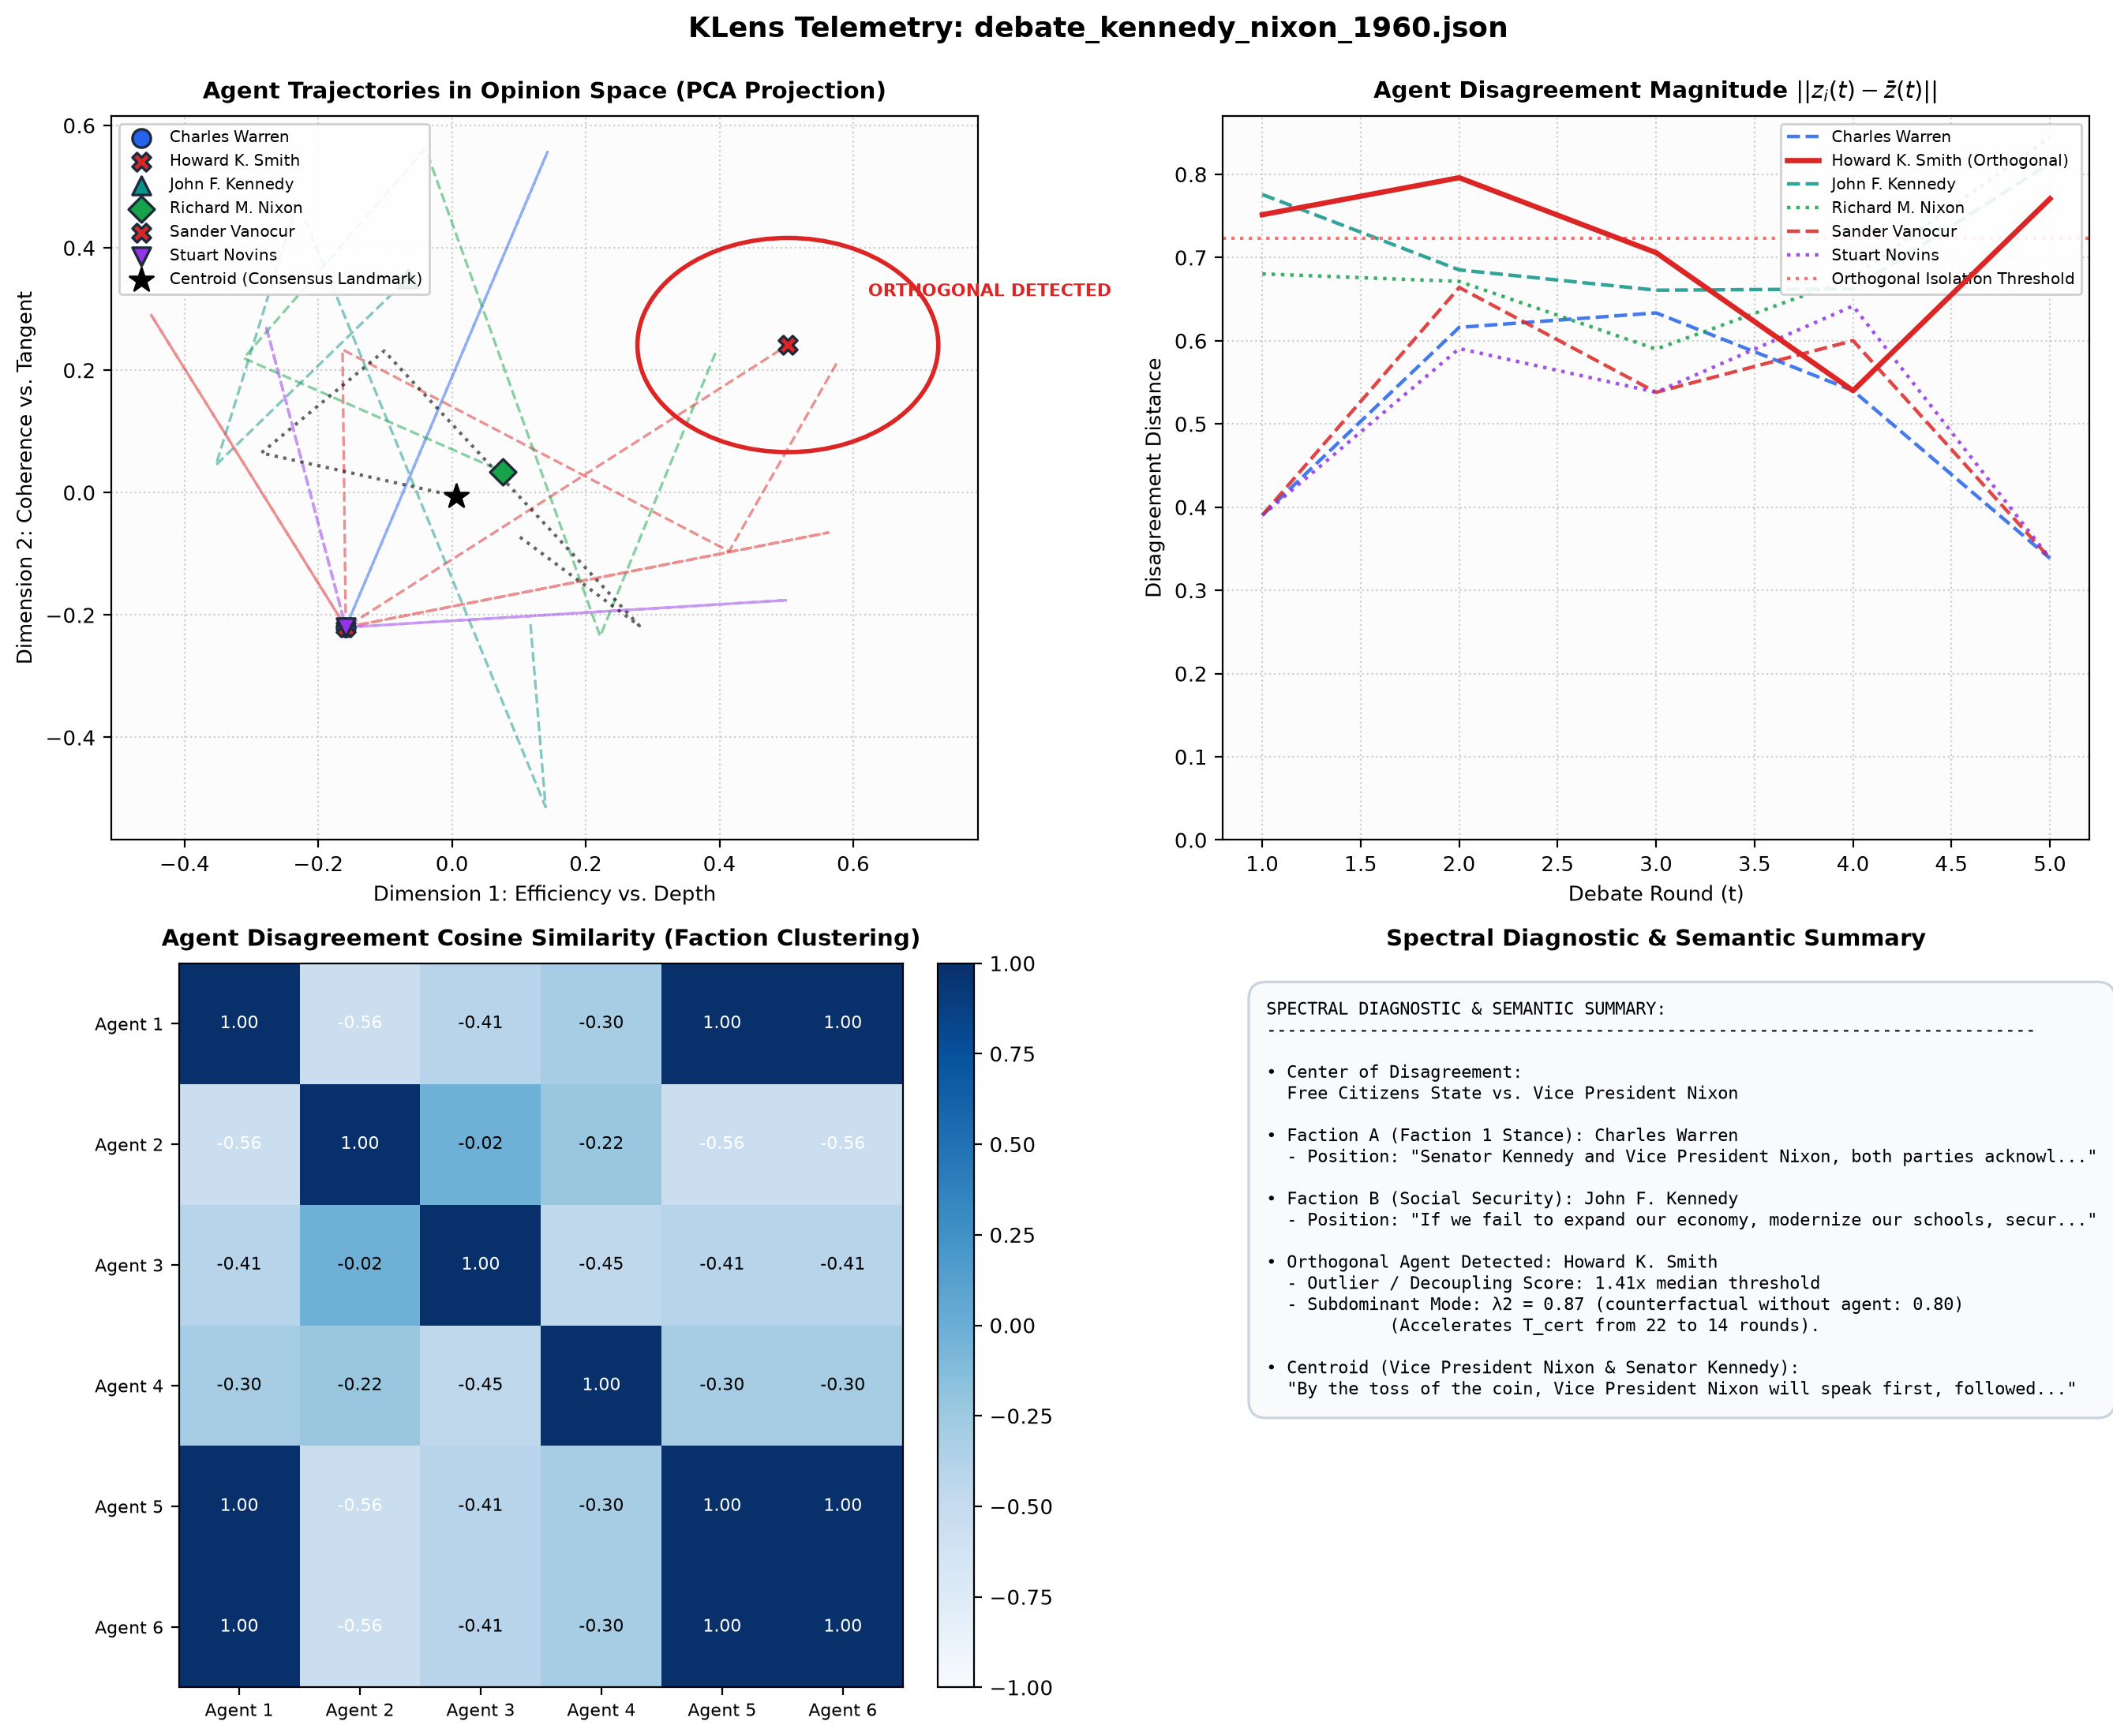 KLens Telemetry: debate_kennedy_nixon_1960.json
Agent Trajectories in Opinion Space (PCA Projection)
Charles Warren
Howard K. Smith
John F. Kennedy
Richard M. Nixon
Sander Vanocur
Stuart Novins
Centroid (Consensus Landmark)
ORTHOGONAL DETECTED
0.6
0.4
0.2
0.0
−0.2
−0.4
Dimension 2: Coherence vs. Tangent
−0.4 −0.2 0.0 0.2 0.4 0.6
Dimension 1: Efficiency vs. Depth
Agent Disagreement Magnitude ||z_i(t) − z̄(t)||
Charles Warren
Howard K. Smith (Orthogonal)
John F. Kennedy
Richard M. Nixon
Sander Vanocur
Stuart Novins
Orthogonal Isolation Threshold
0.8
0.7
0.6
0.5
0.4
0.3
0.2
0.1
0.0
Disagreement Distance
1.0 1.5 2.0 2.5 3.0 3.5 4.0 4.5 5.0
Debate Round (t)
Agent Disagreement Cosine Similarity (Faction Clustering)
Agent 1 1.00 -0.56 -0.41 -0.30 1.00 1.00
Agent 2 -0.56 1.00 -0.02 -0.22 -0.56 -0.56
Agent 3 -0.41 -0.02 1.00 -0.45 -0.41 -0.41
Agent 4 -0.30 -0.22 -0.45 1.00 -0.30 -0.30
Agent 5 1.00 -0.56 -0.41 -0.30 1.00 1.00
Agent 6 1.00 -0.56 -0.41 -0.30 1.00 1.00
Agent 1 Agent 2 Agent 3 Agent 4 Agent 5 Agent 6
1.00
0.75
0.50
0.25
0.00
−0.25
−0.50
−0.75
−1.00
Spectral Diagnostic & Semantic Summary
SPECTRAL DIAGNOSTIC & SEMANTIC SUMMARY:
---------------------------------------------------------------------------
• Center of Disagreement:
Free Citizens State vs. Vice President Nixon
• Faction A (Faction 1 Stance): Charles Warren
- Position: "Senator Kennedy and Vice President Nixon, both parties acknowl..."
• Faction B (Social Security): John F. Kennedy
- Position: "If we fail to expand our economy, modernize our schools, secur..."
• Orthogonal Agent Detected: Howard K. Smith
- Outlier / Decoupling Score: 1.41x median threshold
- Subdominant Mode: λ2 = 0.87 (counterfactual without agent: 0.80)
(Accelerates T_cert from 22 to 14 rounds).
• Centroid (Vice President Nixon & Senator Kennedy):
"By the toss of the coin, Vice President Nixon will speak first, followed..."